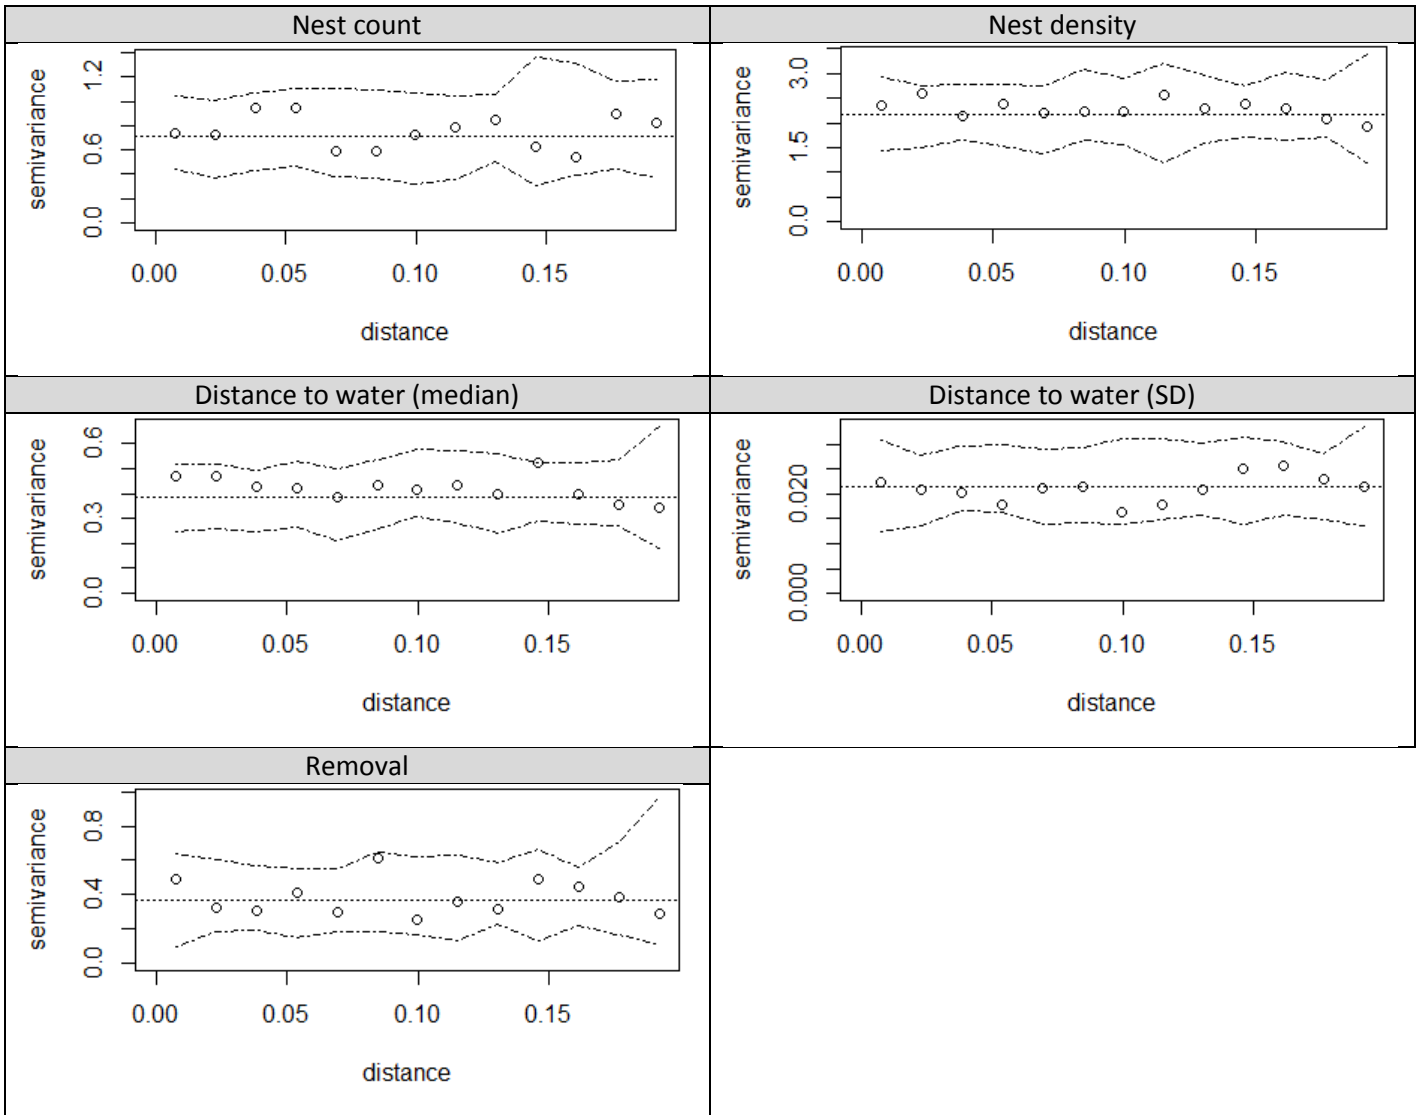 Nest count
Nest density
semivariance
0.0 0.6 1.2
0.00 0.05 0.10 0.15
distance
semivariance
0.0 1.5 3.0
0.00 0.05 0.10 0.15
distance
Distance to water (median)
Distance to water (SD)
semivariance
0.0 0.3 0.6
0.00 0.05 0.10 0.15
distance
semivariance
0.000 0.020
0.00 0.05 0.10 0.15
distance
Removal
semivariance
0.0 0.4 0.8
0.00 0.05 0.10 0.15
distance